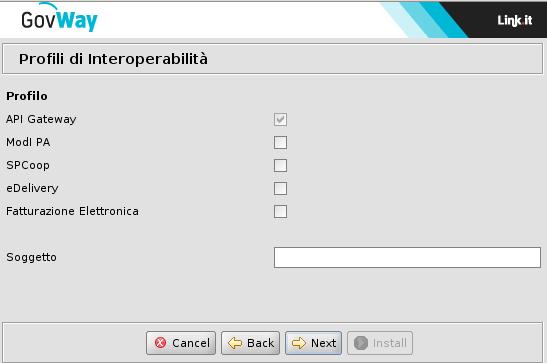 GovWay
Link.it
Profili di Interoperabilità
Profilo
API Gateway
ModI PA
SPCoop
eDelivery
Fatturazione Elettronica
Soggetto
Cancel Back Next Install